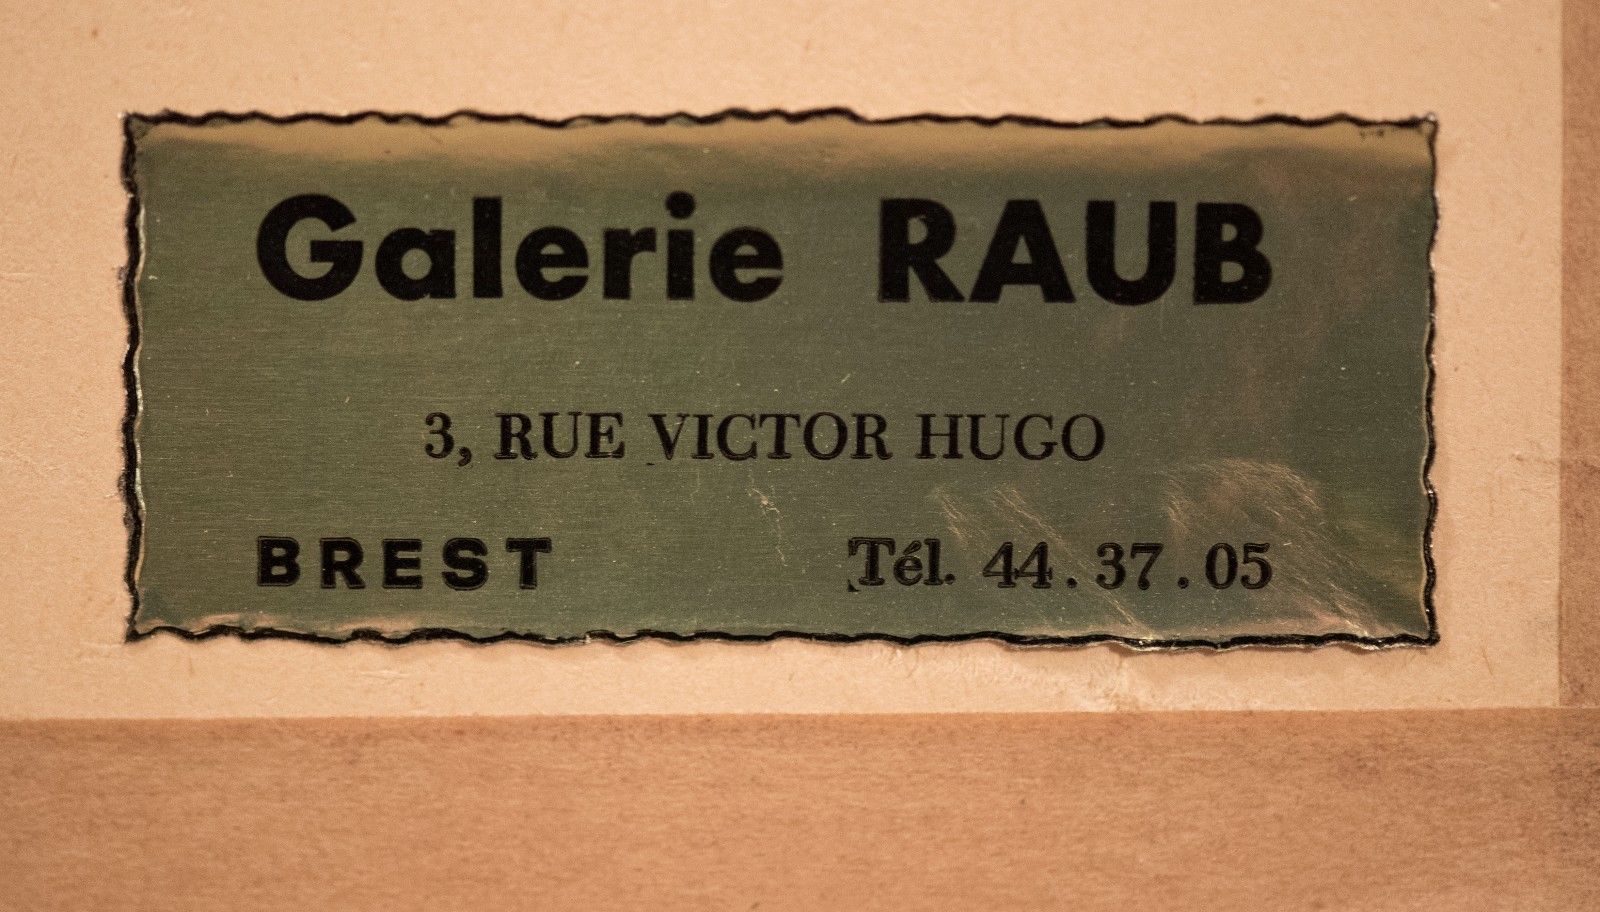 Galerie RAUB
3, RUE VICTOR HUGO
BREST Tél. 44.37.05